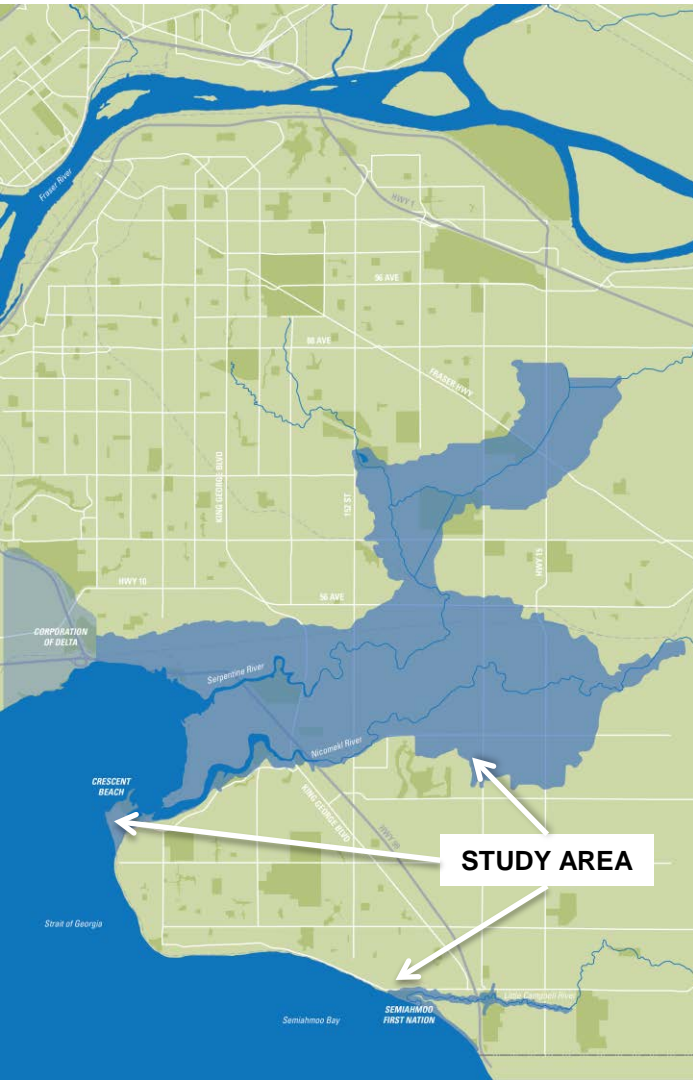 Fraser River
HWY 1
96 AVE
88 AVE
FRASER HWY
KING GEORGE BLVD
152 ST
HWY 15
HWY 10
56 AVE
CORPORATION
OF DELTA
Serpentine River
Nicomekl River
CRESCENT
BEACH
KING GEORGE BLVD
HWY 99
STUDY AREA
Strait of Georgia
Little Campbell River
Semiahmoo Bay
SEMIAHMOO
FIRST NATION